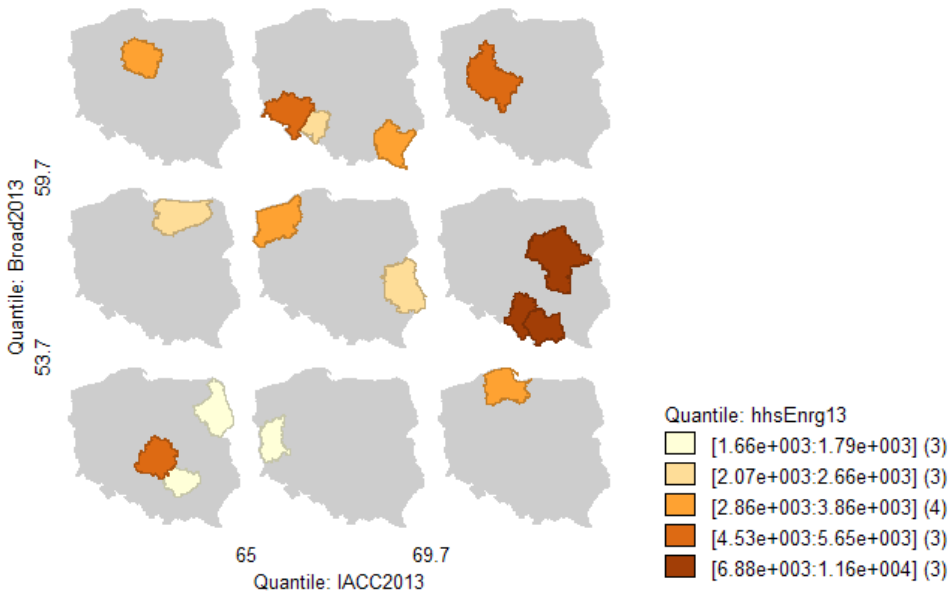 59.7
Quantile: Broad2013
53.7
65
69.7
Quantile: IACC2013
Quantile: hhsEnrg13
[1.66e+003:1.79e+003] (3)
[2.07e+003:2.66e+003] (3)
[2.86e+003:3.86e+003] (4)
[4.53e+003:5.65e+003] (3)
[6.88e+003:1.16e+004] (3)